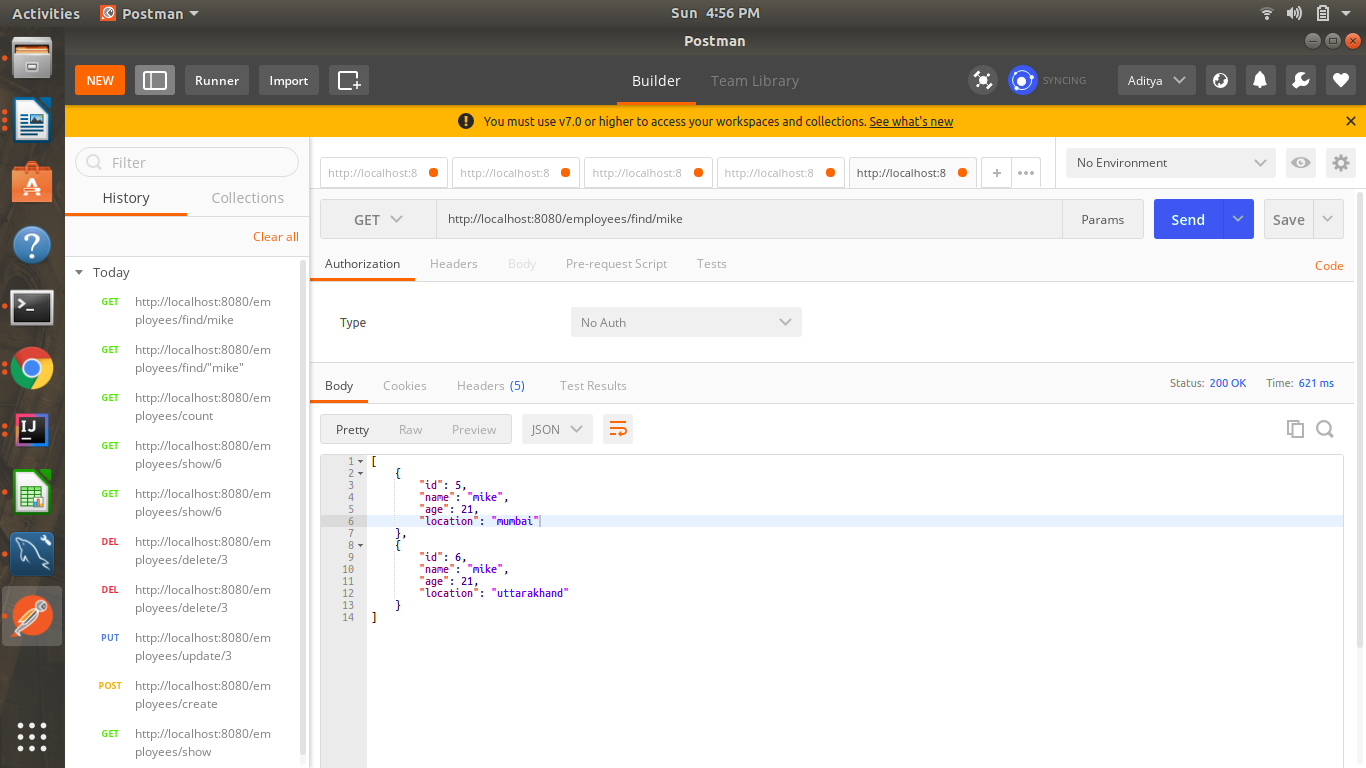 Activities
Postman
Sun 4:56 PM
Postman
NEW
Runner
Import
Builder
Team Library
SYNCING
Aditya
You must use v7.0 or higher to access your workspaces and collections. See what's new
Filter
History
Collections
Clear all
Today
GET
http://localhost:8080/em
ployees/find/mike
GET
http://localhost:8080/em
ployees/find/"mike"
GET
http://localhost:8080/em
ployees/count
GET
http://localhost:8080/em
ployees/show/6
GET
http://localhost:8080/em
ployees/show/6
DEL
http://localhost:8080/em
ployees/delete/3
DEL
http://localhost:8080/em
ployees/delete/3
PUT
http://localhost:8080/em
ployees/update/3
POST
http://localhost:8080/em
ployees/create
GET
http://localhost:8080/em
ployees/show
http://localhost:8
http://localhost:8
http://localhost:8
http://localhost:8
http://localhost:8
No Environment
GET
http://localhost:8080/employees/find/mike
Params
Send
Save
Authorization
Headers
Body
Pre-request Script
Tests
Code
Type
No Auth
Body
Cookies
Headers (5)
Test Results
Status: 200 OK
Time: 621 ms
Pretty
Raw
Preview
JSON
1 [
2 {
3 "id": 5,
4 "name": "mike",
5 "age": 21,
6 "location": "mumbai"
7 },
8 {
9 "id": 6,
10 "name": "mike",
11 "age": 21,
12 "location": "uttarakhand"
13 }
14 ]
IJ